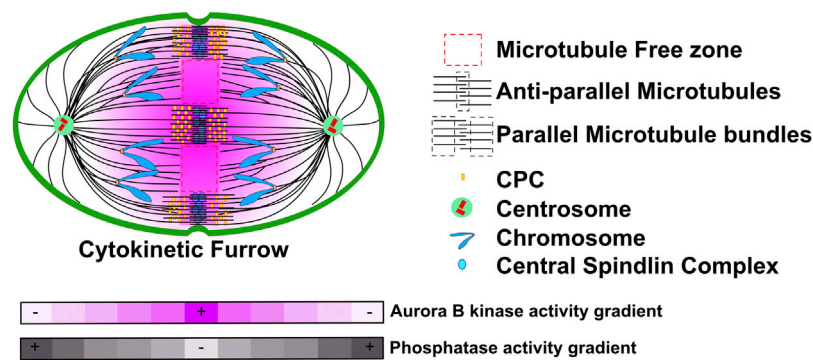 Microtubule Free zone
Anti-parallel Microtubules
Parallel Microtubule bundles
CPC
Centrosome
Chromosome
Central Spindlin Complex
Cytokinetic Furrow
- + -
Aurora B kinase activity gradient
+ - +
Phosphatase activity gradient